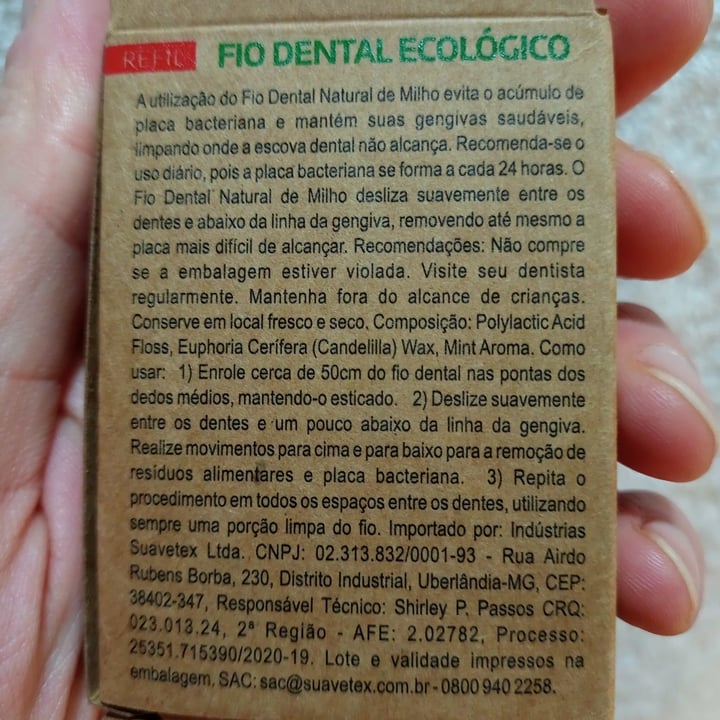 REFIL FIO DENTAL ECOLÓGICO
A utilização do Fio Dental Natural de Milho evita o acúmulo de
placa bacteriana e mantém suas gengivas saudáveis,
limpando onde a escova dental não alcança. Recomenda-se o
uso diário, pois a placa bacteriana se forma a cada 24 horas. O
Fio Dental Natural de Milho desliza suavemente entre os
dentes e abaixo da linha da gengiva, removendo até mesmo a
placa mais difícil de alcançar. Recomendações: Não compre
se a embalagem estiver violada. Visite seu dentista
regularmente. Mantenha fora do alcance de crianças.
Conserve em local fresco e seco. Composição: Polylactic Acid
Floss, Euphoria Cerífera (Candelilla) Wax, Mint Aroma. Como
usar: 1) Enrole cerca de 50cm do fio dental nas pontas dos
dedos médios, mantendo-o esticado. 2) Deslize suavemente
entre os dentes e um pouco abaixo da linha da gengiva.
Realize movimentos para cima e para baixo para a remoção de
resíduos alimentares e placa bacteriana. 3) Repita o
procedimento em todos os espaços entre os dentes, utilizando
sempre uma porção limpa do fio. Importado por: Indústrias
Suavetex Ltda. CNPJ: 02.313.832/0001-93 - Rua Airdo
Rubens Borba, 230, Distrito Industrial, Uberlândia-MG, CEP:
38402-347, Responsável Técnico: Shirley P. Passos CRQ:
023.013.24, 2ª Região - AFE: 2.02782, Processo:
25351.715390/2020-19. Lote e validade impressos na
embalagem. SAC: sac@suavetex.com.br - 0800 940 2258.